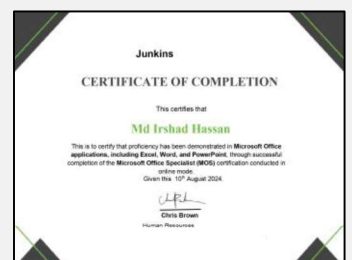 Junkins
CERTIFICATE OF COMPLETION
This certifies that
Md Irshad Hassan
This is to certify that proficiency has been demonstrated in Microsoft Office
applications, including Excel, Word, and PowerPoint, through successful
completion of the Microsoft Office Specialist (MOS) certification conducted in
online mode.
Given this 10th August 2024
Chris Brown
Human Resources